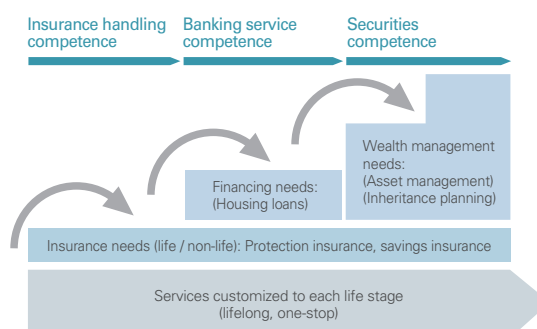 Insurance handling
competence
Banking service
competence
Securities
competence
Wealth management
needs:
(Asset management)
(Inheritance planning)
Financing needs:
(Housing loans)
Insurance needs (life / non-life): Protection insurance, savings insurance
Services customized to each life stage
(lifelong, one-stop)